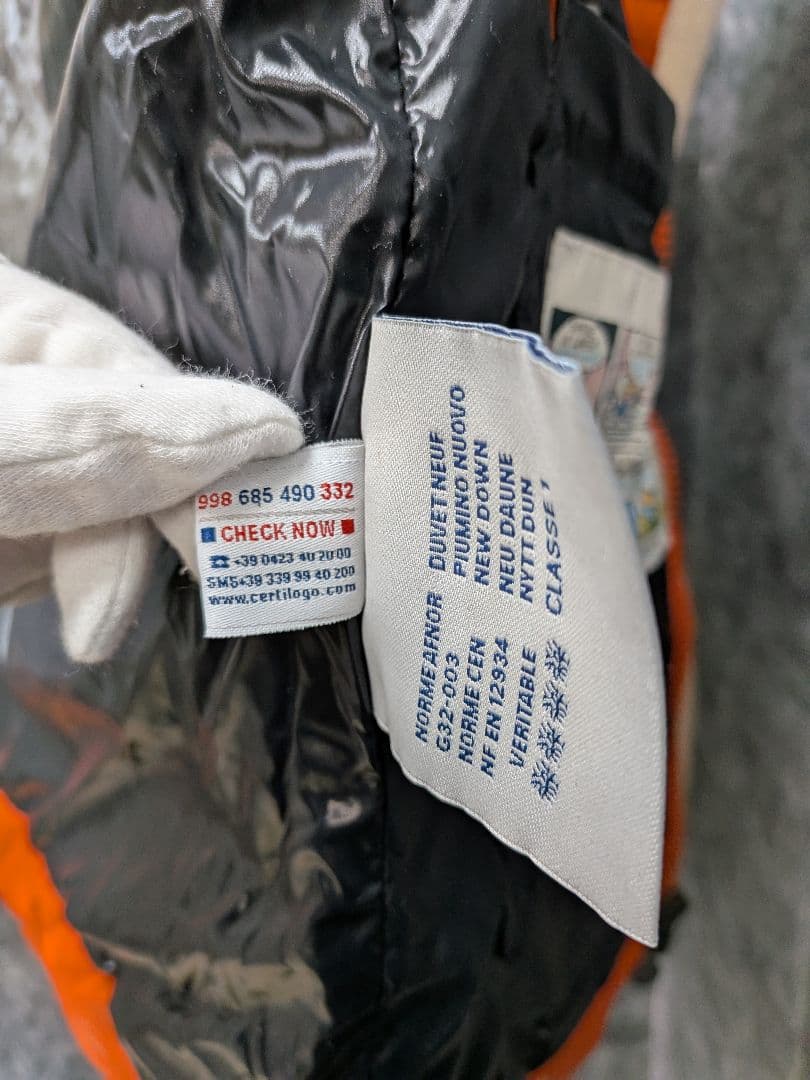 998 685 490 332
CHECK NOW
☎ +39 0423 40 20 00
SMS+39 339 99 40 200
www.certilogo.com
NORME AFNOR DUVET NEUF
G32-003 PIUMINO NUOVO
NORME CEN NEW DOWN
NF EN 12934 NEU DAUNE
VERITABLE NYTT DUN
CLASSE 1